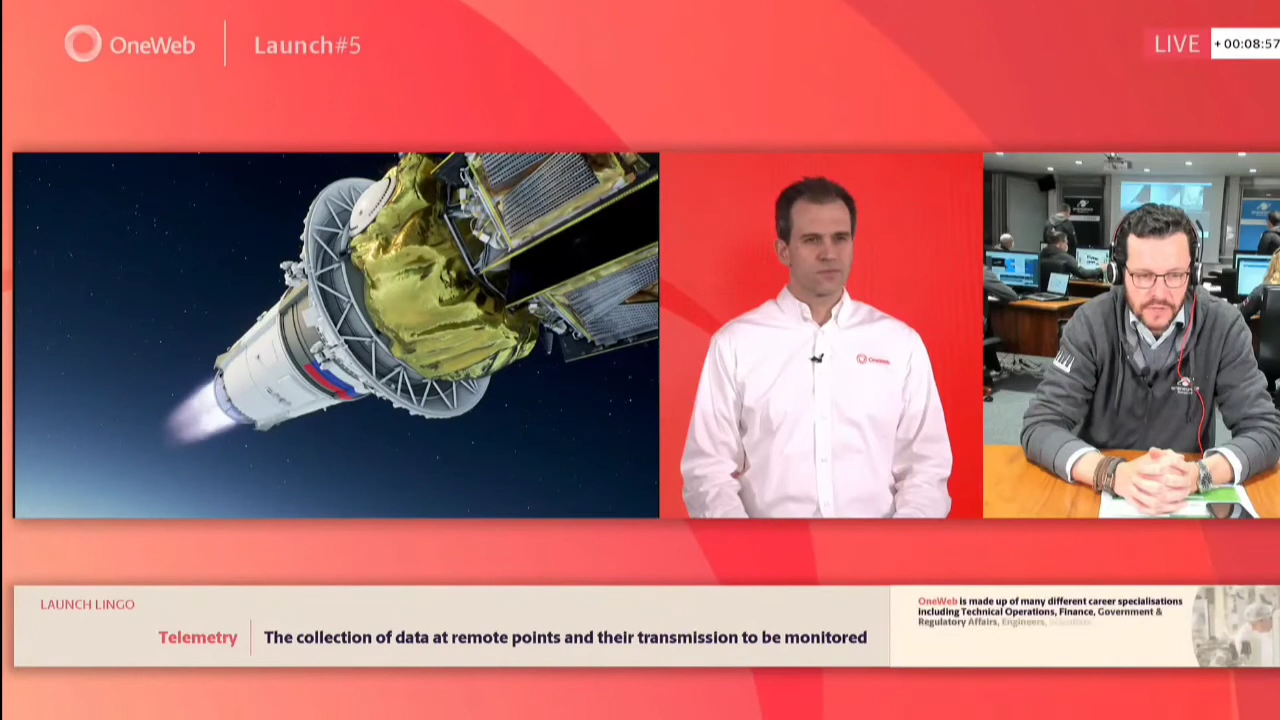 OneWeb
Launch#5
LIVE
+00:08:57
OneWeb
LAUNCH LINGO
Telemetry
The collection of data at remote points and their transmission to be monitored
OneWeb is made up of many different career specialisations
including Technical Operations, Finance, Government &
Regulatory Affairs, Engineers, Scientists